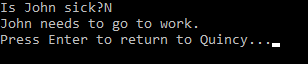 Is John sick?N
John needs to go to work.
Press Enter to return to Quincy...